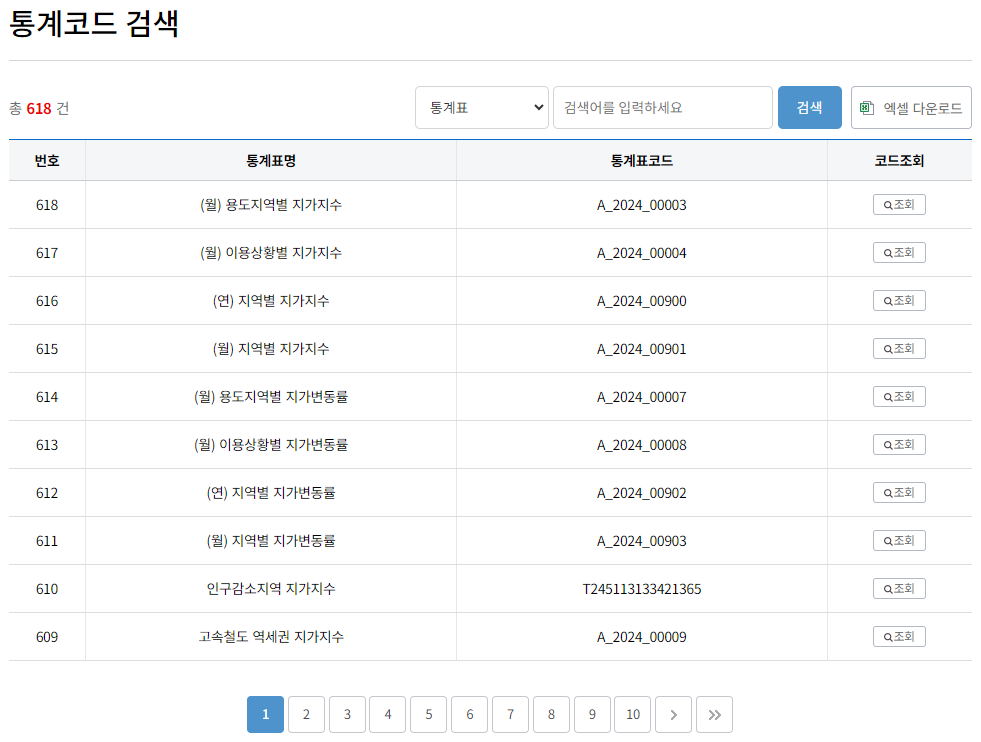 통계코드 검색
총 618 건
통계표 검색어를 입력하세요 검색 엑셀 다운로드
번호 통계표명 통계표코드 코드조회
618 (월) 용도지역별 지가지수 A_2024_00003 조회
617 (월) 이용상황별 지가지수 A_2024_00004 조회
616 (연) 지역별 지가지수 A_2024_00900 조회
615 (월) 지역별 지가지수 A_2024_00901 조회
614 (월) 용도지역별 지가변동률 A_2024_00007 조회
613 (월) 이용상황별 지가변동률 A_2024_00008 조회
612 (연) 지역별 지가변동률 A_2024_00902 조회
611 (월) 지역별 지가변동률 A_2024_00903 조회
610 인구감소지역 지가지수 T245113133421365 조회
609 고속철도 역세권 지가지수 A_2024_00009 조회
1 2 3 4 5 6 7 8 9 10